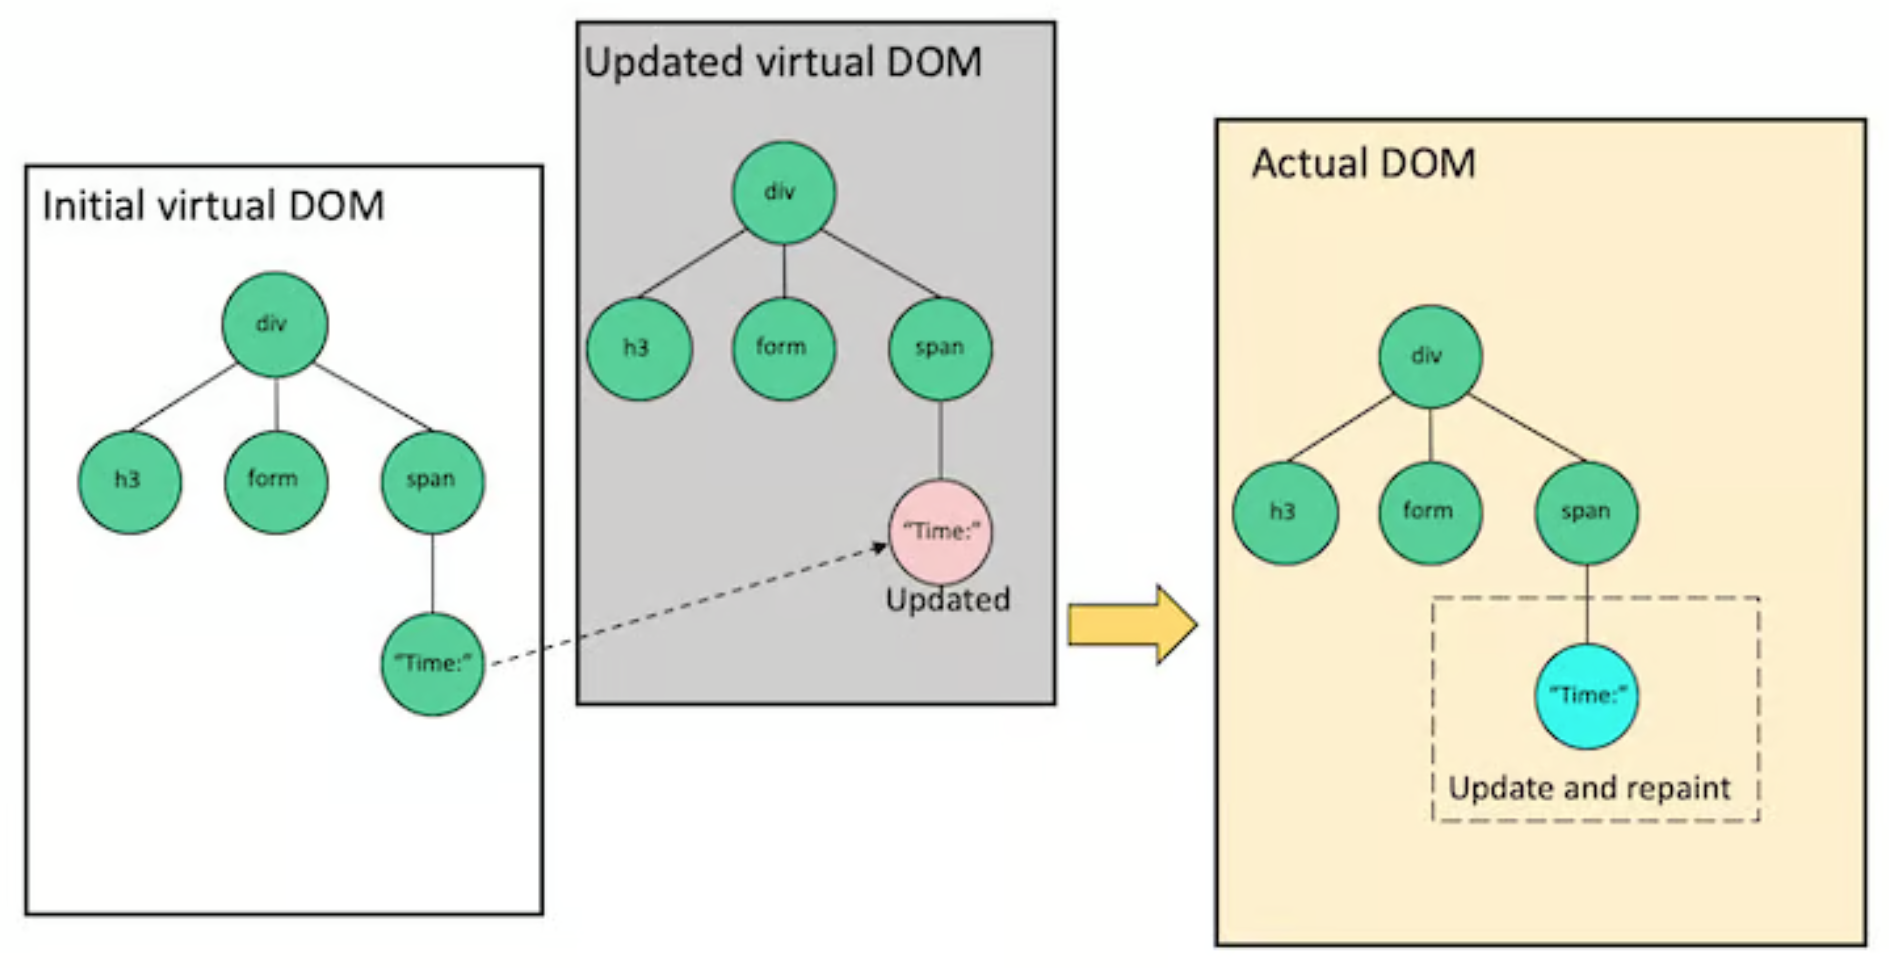 Initial virtual DOM
div
h3
form
span
“Time:”
Updated virtual DOM
div
h3
form
span
“Time:”
Updated
Actual DOM
div
h3
form
span
“Time:”
Update and repaint